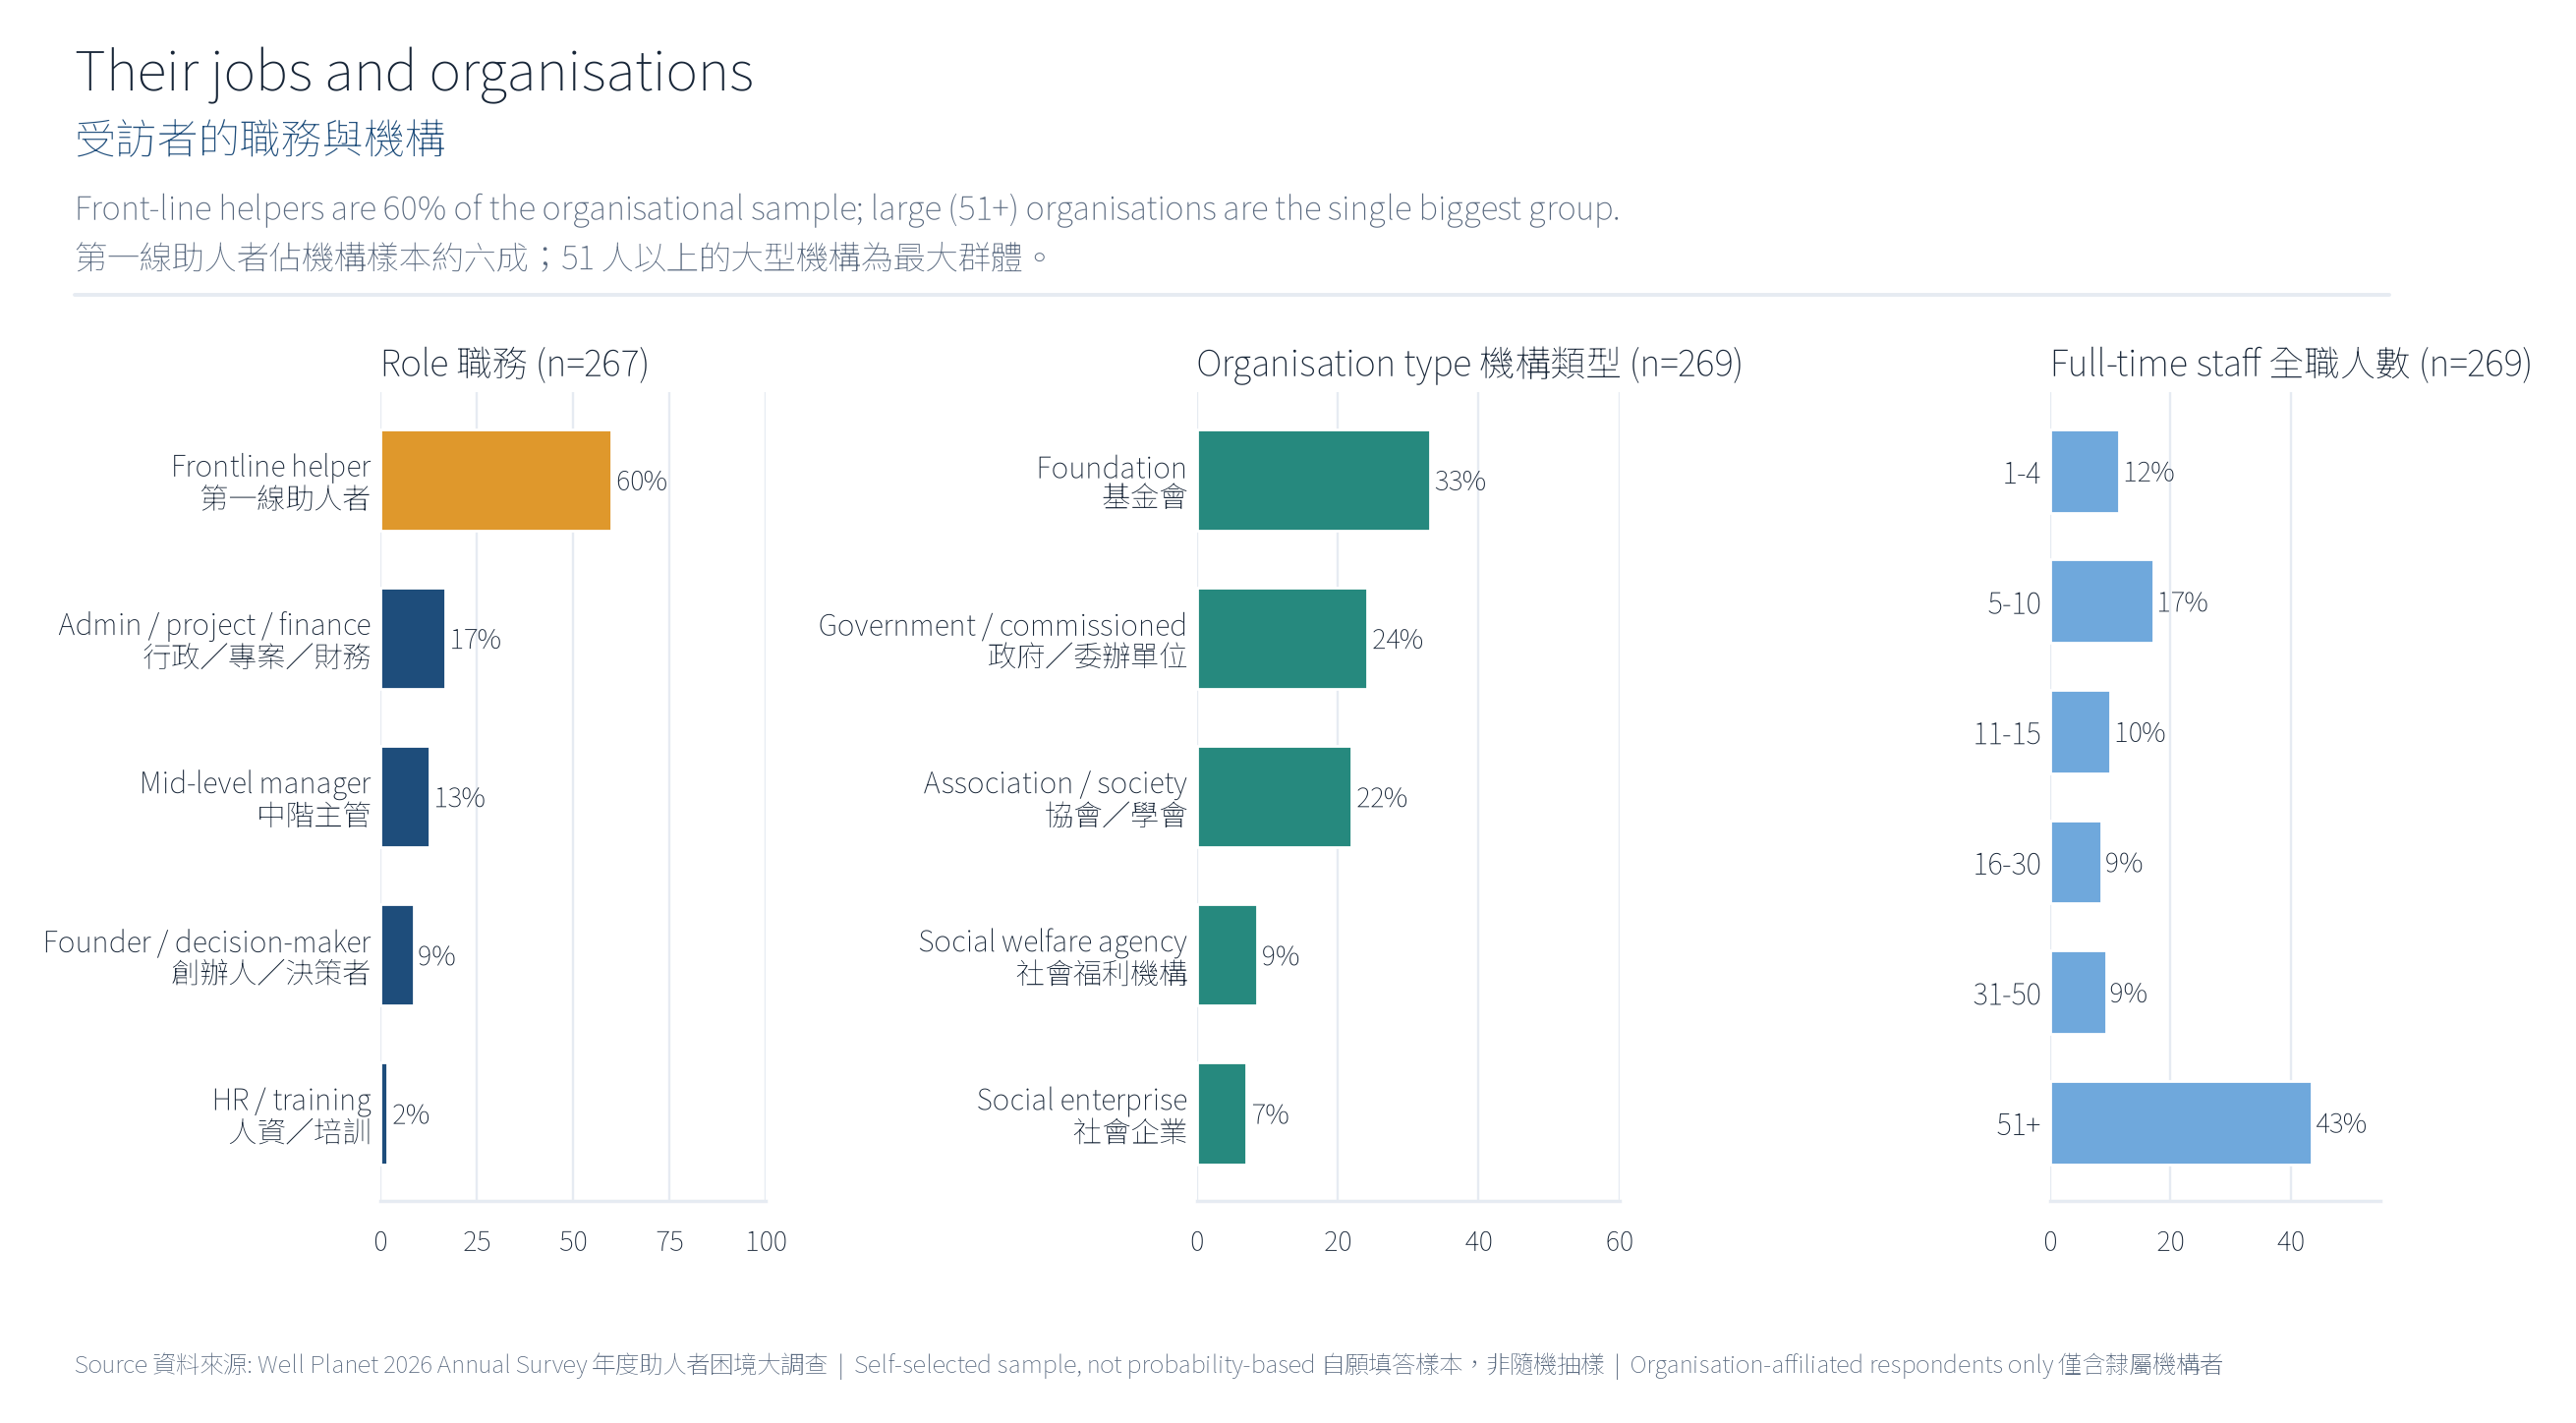 Their jobs and organisations
受訪者的職務與機構
Front-line helpers are 60% of the organisational sample; large (51+) organisations are the single biggest group.
第一線助人者佔機構樣本約六成；51 人以上的大型機構為最大群體。
Role 職務 (n=267)
Frontline helper
第一線助人者
60%
Admin / project / finance
行政／專案／財務
17%
Mid-level manager
中階主管
13%
Founder / decision-maker
創辦人／決策者
9%
HR / training
人資／培訓
2%
0 25 50 75 100
Organisation type 機構類型 (n=269)
Foundation
基金會
33%
Government / commissioned
政府／委辦單位
24%
Association / society
協會／學會
22%
Social welfare agency
社會福利機構
9%
Social enterprise
社會企業
7%
0 20 40 60
Full-time staff 全職人數 (n=269)
1-4 12%
5-10 17%
11-15 10%
16-30 9%
31-50 9%
51+ 43%
0 20 40
Source 資料來源: Well Planet 2026 Annual Survey 年度助人者困境大調查 | Self-selected sample, not probability-based 自願填答樣本，非隨機抽樣 | Organisation-affiliated respondents only 僅含隸屬機構者